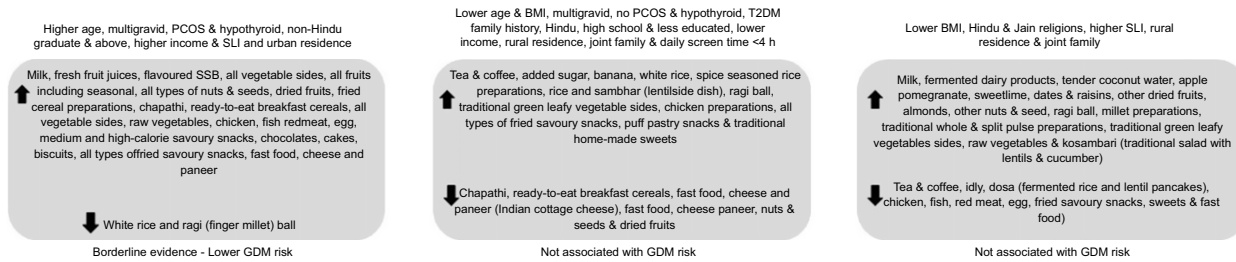 Higher age, multigravid, PCOS & hypothyroid, non-Hindu
graduate & above, higher income & SLI and urban residence
Milk, fresh fruit juices, flavoured SSB, all vegetable sides, all fruits
including seasonal, all types of nuts & seeds, dried fruits, fried
cereal preparations, chapathi, ready-to-eat breakfast cereals, all
vegetable sides, raw vegetables, chicken, fish redmeat, egg,
medium and high-calorie savoury snacks, chocolates, cakes,
biscuits, all types offried savoury snacks, fast food, cheese and
paneer
White rice and ragi (finger millet) ball
Borderline evidence - Lower GDM risk
Lower age & BMI, multigravid, no PCOS & hypothyroid, T2DM
family history, Hindu, high school & less educated, lower
income, rural residence, joint family & daily screen time <4 h
Tea & coffee, added sugar, banana, white rice, spice seasoned rice
preparations, rice and sambhar (lentilside dish), ragi ball,
traditional green leafy vegetable sides, chicken preparations, all
types of fried savoury snacks, puff pastry snacks & traditional
home-made sweets
Chapathi, ready-to-eat breakfast cereals, fast food, cheese and
paneer (Indian cottage cheese), fast food, cheese paneer, nuts &
seeds & dried fruits
Not associated with GDM risk
Lower BMI, Hindu & Jain religions, higher SLI, rural
residence & joint family
Milk, fermented dairy products, tender coconut water, apple
pomegranate, sweetlime, dates & raisins, other dried fruits,
almonds, other nuts & seed, ragi ball, millet preparations,
traditional whole & split pulse preparations, traditional green leafy
vegetables sides, raw vegetables & kosambari (traditional salad with
lentils & cucumber)
Tea & coffee, idly, dosa (fermented rice and lentil pancakes),
chicken, fish, red meat, egg, fried savoury snacks, sweets & fast
food)
Not associated with GDM risk